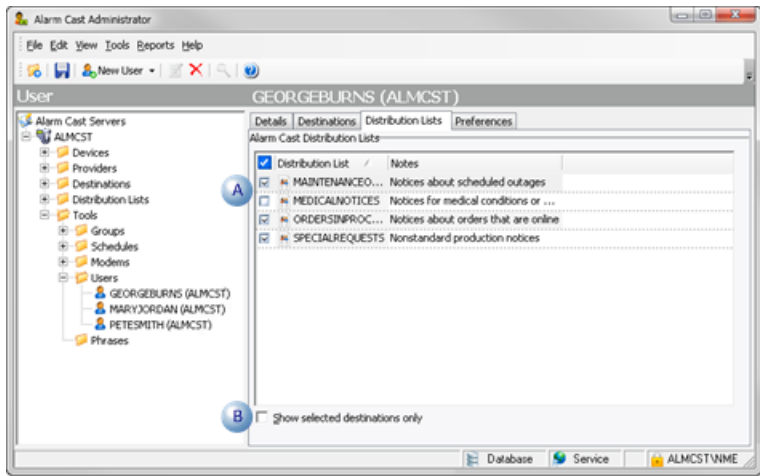 Alarm Cast Administrator
File Edit View Tools Reports Help
New User
User
GEORGEBURNS (ALMCST)
Alarm Cast Servers
ALMCST
Devices
Providers
Destinations
Distribution Lists
Tools
Groups
Schedules
Modems
Users
GEORGEBURNS (ALMCST)
MARYJORDAN (ALMCST)
PETESMITH (ALMCST)
Phrases
Details Destinations Distribution Lists Preferences
Alarm Cast Distribution Lists
Distribution List Notes
A
MAINTENANCEO... Notices about scheduled outages
MEDICALNOTICES Notices for medical conditions or ...
ORDERSINPROC... Notices about orders that are online
SPECIALREQUESTS Nonstandard production notices
B
Show selected destinations only
Database Service ALMCST\NME